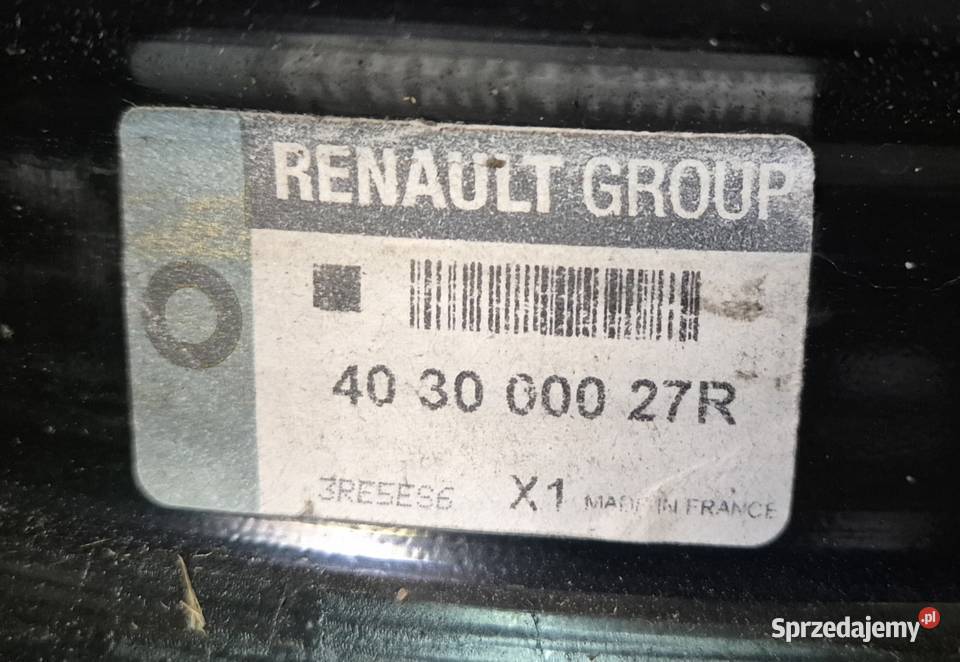 RENAULT GROUP
40 30 000 27R
3RE5ES6 X1 MADE IN FRANCE
Sprzedajemy.pl